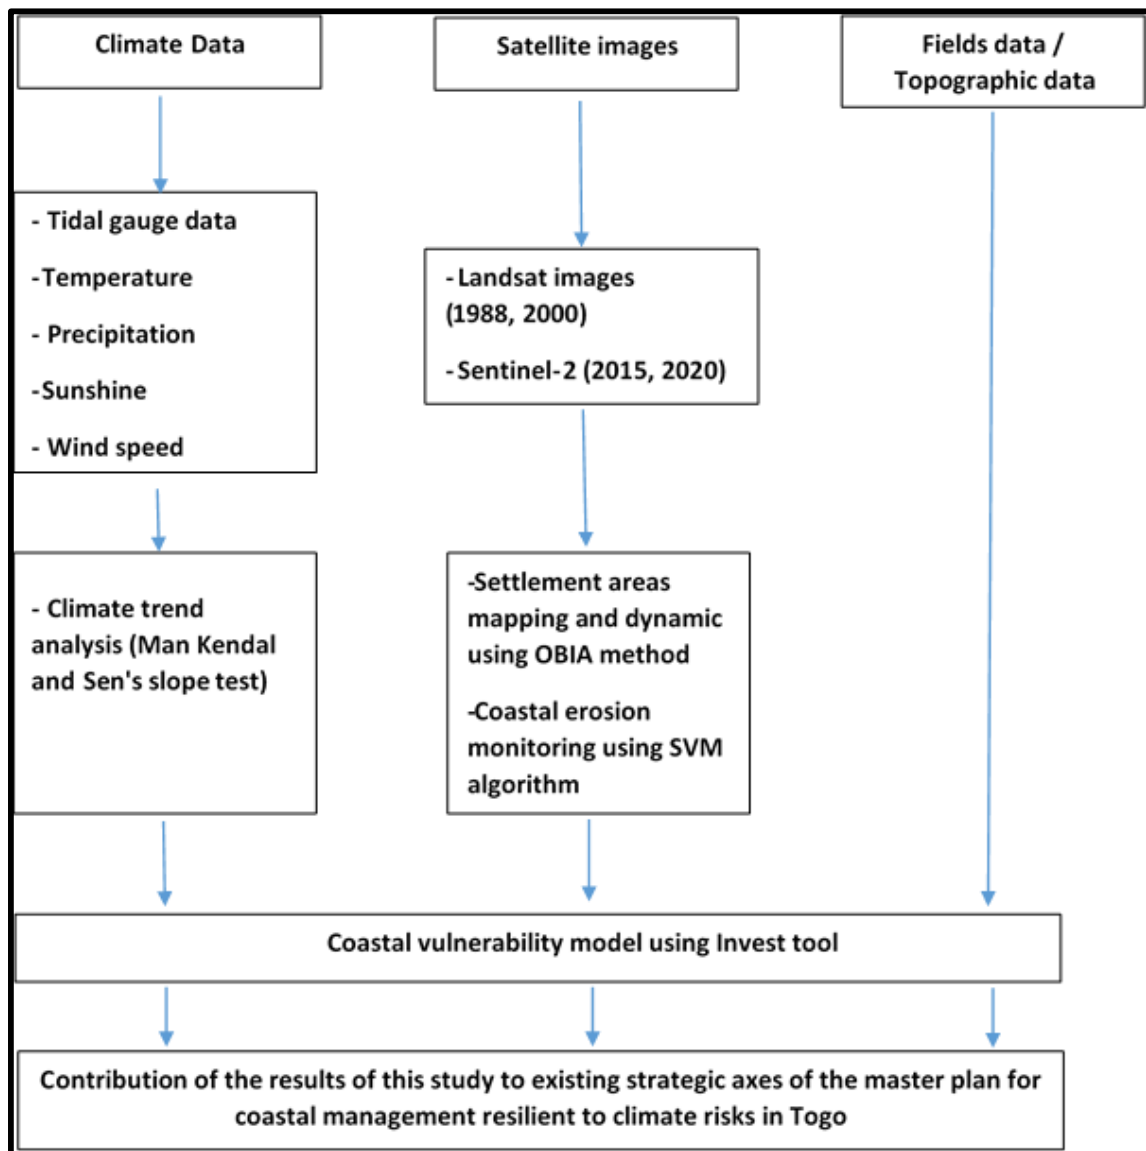 Climate Data
Satellite images
Fields data /
Topographic data
- Tidal gauge data
-Temperature
- Precipitation
-Sunshine
- Wind speed
-Landsat images
(1988, 2000)
-Sentinel-2 (2015, 2020)
- Climate trend
analysis (Man Kendal
and Sen's slope test)
-Settlement areas
mapping and dynamic
using OBIA method
-Coastal erosion
monitoring using SVM
algorithm
Coastal vulnerability model using Invest tool
Contribution of the results of this study to existing strategic axes of the master plan for
coastal management resilient to climate risks in Togo